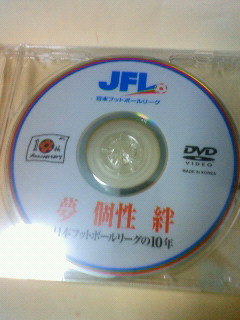 JFL
日本フットボールリーグ
10th
Anniversary
DVD
VIDEO
MADE IN KOREA
夢 個性 絆
日本フットボールリーグの10年